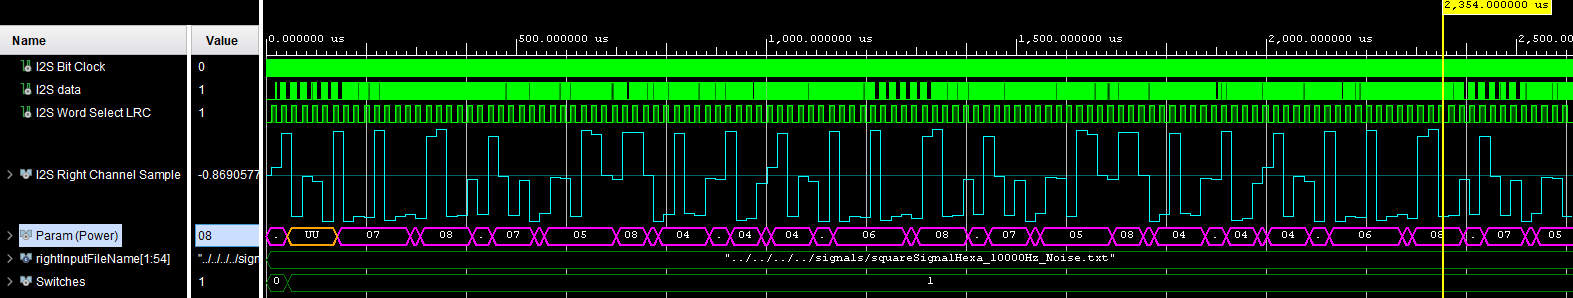 2,354.000000 us
Name Value
0.000000 us 500.000000 us 1,000.000000 us 1,500.000000 us 2,000.000000 us 2,500.0
I2S Bit Clock 0
I2S data 1
I2S Word Select LRC 1
I2S Right Channel Sample -0.8690577
Param (Power) 08 . UU 07 08 . 07 05 08 04 04 04 . 06 08 . 07 05 08 04 04 04 . 06 08 . 07 05
rightInputFileName[1:54] "../../../../sign "../../../../signals/squareSignalHexa_10000Hz_Noise.txt"
Switches 1 0 1